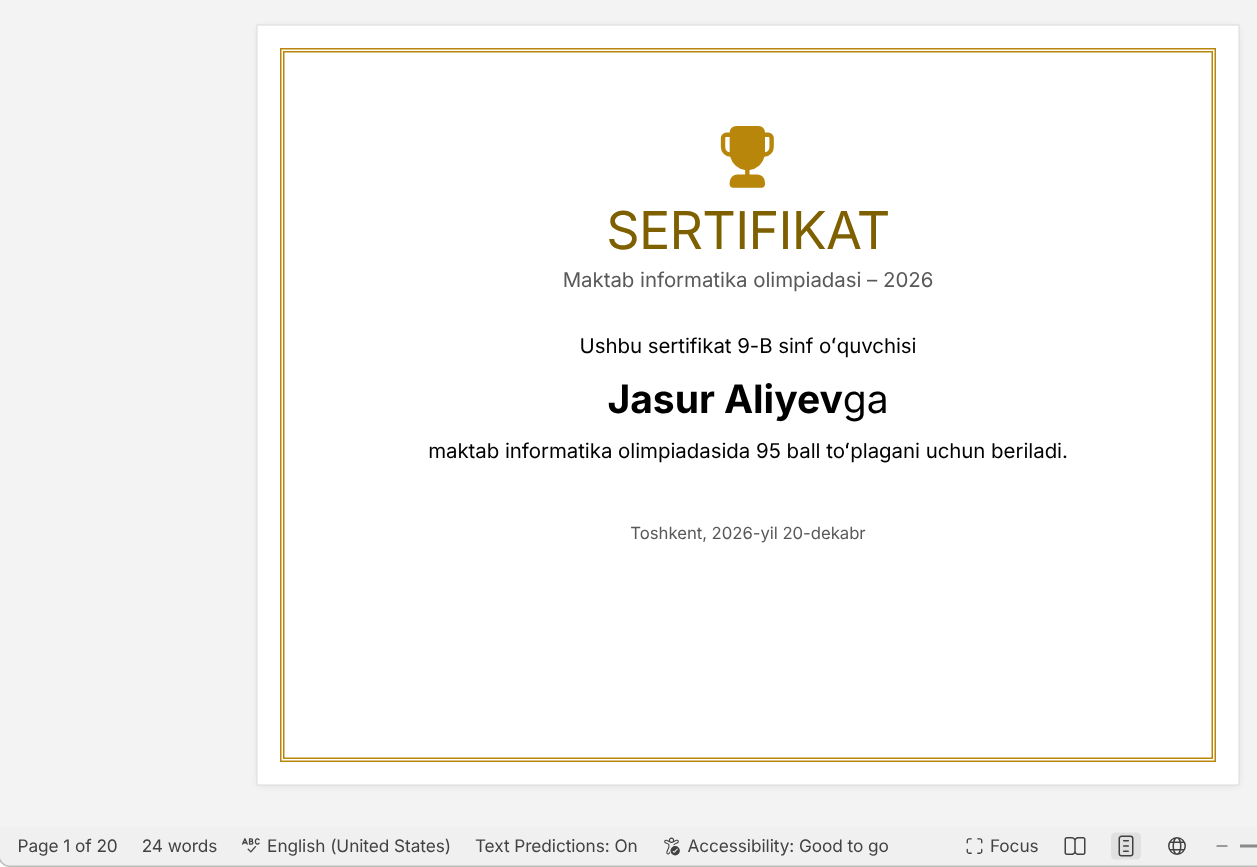 SERTIFIKAT
Maktab informatika olimpiadasi – 2026
Ushbu sertifikat 9-B sinf oʻquvchisi
Jasur Aliyevga
maktab informatika olimpiadasida 95 ball toʻplagani uchun beriladi.
Toshkent, 2026-yil 20-dekabr
Page 1 of 20 24 words ABC English (United States) Text Predictions: On Accessibility: Good to go Focus